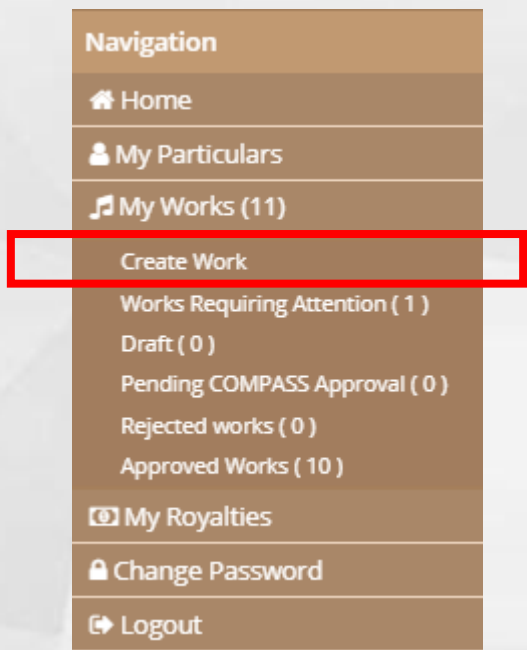 Navigation
Home
My Particulars
My Works (11)
Create Work
Works Requiring Attention ( 1 )
Draft ( 0 )
Pending COMPASS Approval ( 0 )
Rejected works ( 0 )
Approved Works ( 10 )
My Royalties
Change Password
Logout